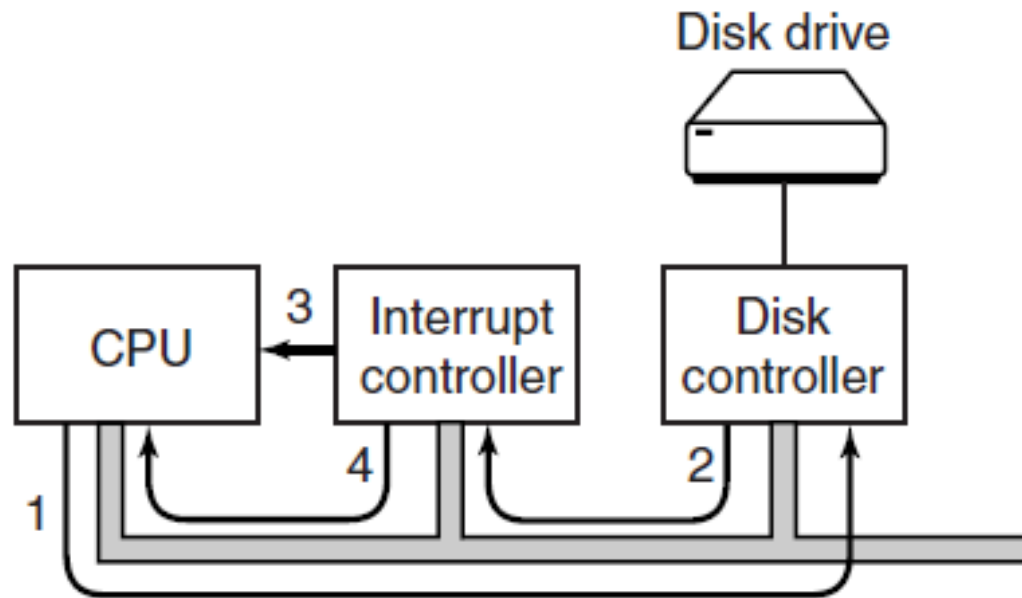 Disk drive
CPU
3
Interrupt
controller
Disk
controller
1
4
2